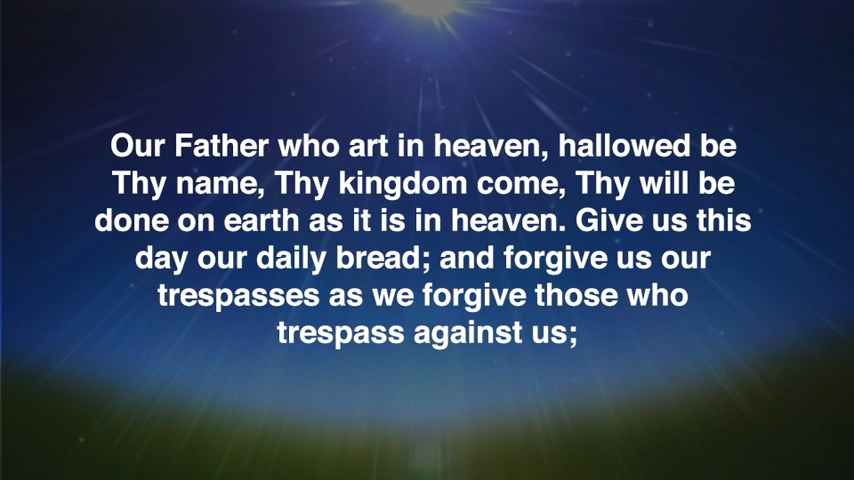 Our Father who art in heaven, hallowed be
Thy name, Thy kingdom come, Thy will be
done on earth as it is in heaven. Give us this
day our daily bread; and forgive us our
trespasses as we forgive those who
trespass against us;